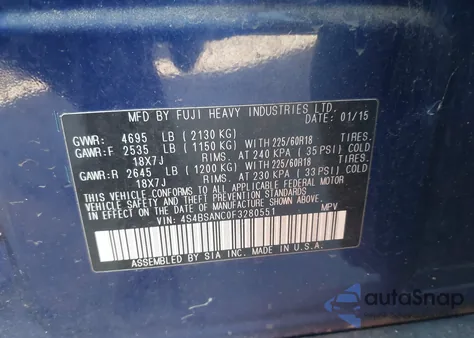 MFD BY FUJI HEAVY INDUSTRIES LTD. DATE: 01/15
GVWR: 4695 LB (2130 KG)
GAWR:F 2535 LB (1150 KG) WITH 225/60R18 TIRES.
18X7J RIMS. AT 240 KPA (35 PSI) COLD
GAWR:R 2645 LB (1200 KG) WITH 225/60R18 TIRES.
18X7J RIMS. AT 230 KPA (33 PSI) COLD
THIS VEHICLE CONFORMS TO ALL APPLICABLE FEDERAL MOTOR
VEHICLE SAFETY AND THEFT PREVENTION STANDARDS IN
EFFECT ON THE DATE OF MANUFACTURE SHOWN ABOVE.
VIN: 4S4BSANC0F3280551 MPV
ASSEMBLED BY SIA INC. MADE IN U.S.A.
autoSnap